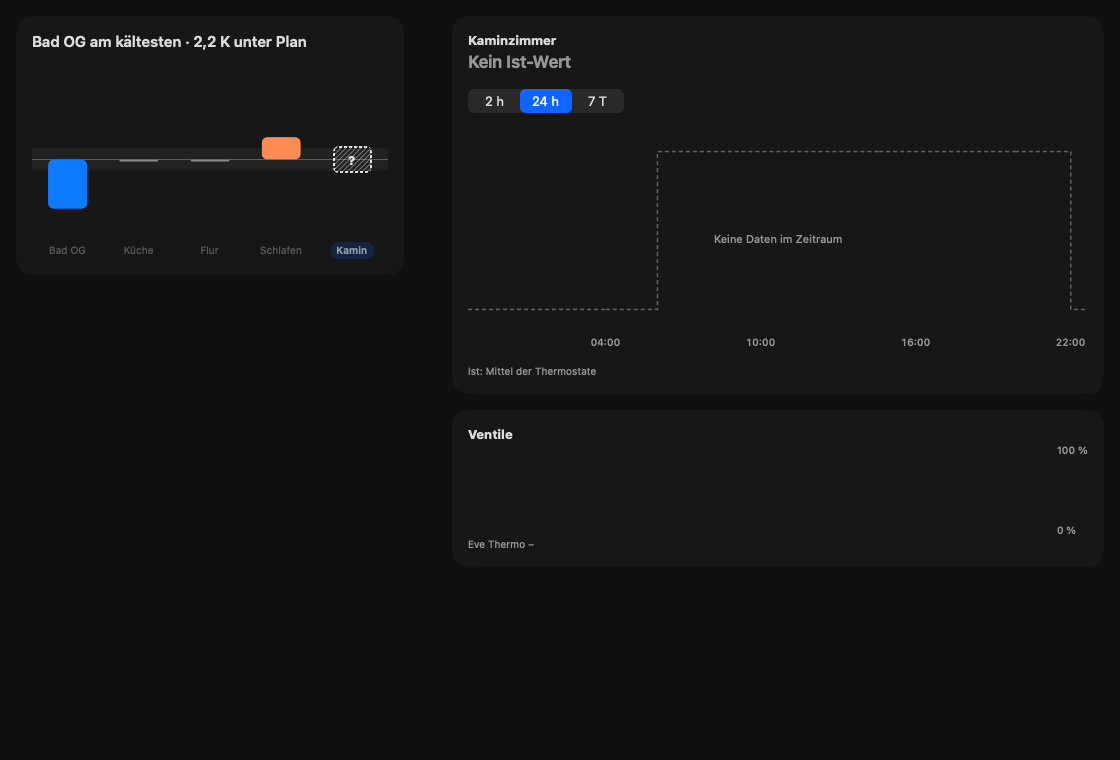 Bad OG am kältesten · 2,2 K unter Plan
?
Bad OG Küche Flur Schlafen Kamin
Kaminzimmer
Kein Ist-Wert
2 h 24 h 7 T
Keine Daten im Zeitraum
04:00 10:00 16:00 22:00
Ist: Mittel der Thermostate
Ventile
100 %
0 %
Eve Thermo –